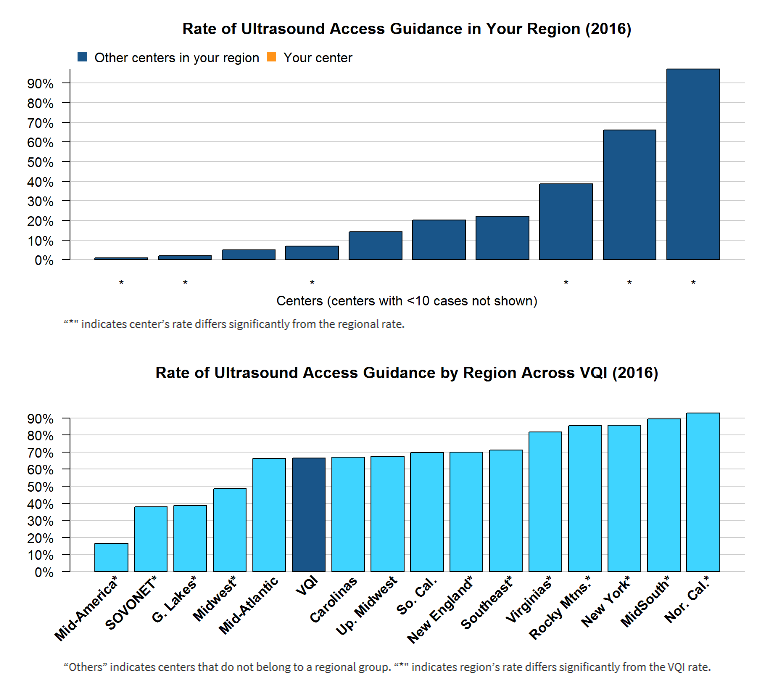 Rate of Ultrasound Access Guidance in Your Region (2016)
Other centers in your region Your center
90%
80%
70%
60%
50%
40%
30%
20%
10%
0%
* * * * * *
Centers (centers with <10 cases not shown)
“*” indicates center’s rate differs significantly from the regional rate.
Rate of Ultrasound Access Guidance by Region Across VQI (2016)
90%
80%
70%
60%
50%
40%
30%
20%
10%
0%
Mid-America*
SOVONET*
G. Lakes*
Midwest*
Mid-Atlantic
VQI
Carolinas
Up. Midwest
So. Cal.
New England*
Southeast*
Virginias*
Rocky Mtns.*
New York*
MidSouth*
Nor. Cal.*
“Others” indicates centers that do not belong to a regional group. “*” indicates region’s rate differs significantly from the VQI rate.